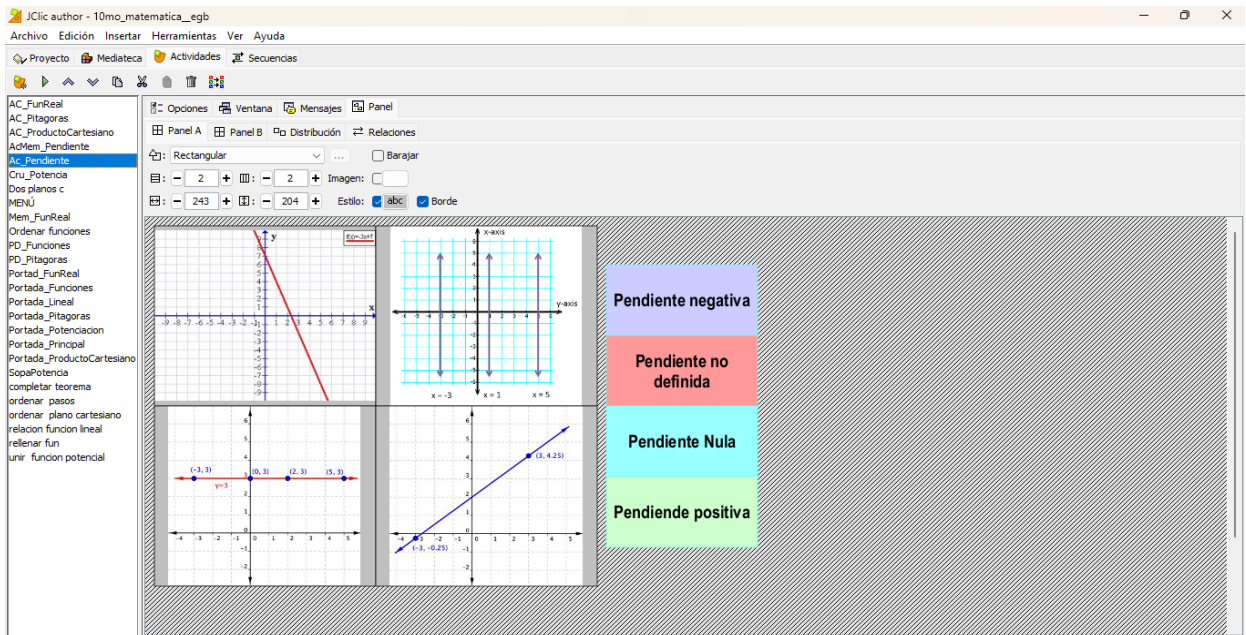 JClic author - 10mo_matematica__egb
Archivo Edición Insertar Herramientas Ver Ayuda
Proyecto Mediateca Actividades Secuencias
AC_FunReal
AC_Pitagoras
AC_ProductoCartesiano
AcMem_Pendiente
Ac_Pendiente
Cru_Potencia
Dos planos c
MENÚ
Mem_FunReal
Ordenar funciones
PD_Funciones
PD_Pitagoras
Portad_FunReal
Portada_Funciones
Portada_Lineal
Portada_Pitagoras
Portada_Potenciacion
Portada_Principal
Portada_ProductoCartesiano
SopaPotencia
completar teorema
ordenar pasos
ordenar plano cartesiano
relacion funcion lineal
rellenar fun
unir funcion potencial
Opciones Ventana Mensajes Panel
Panel A Panel B Distribución Relaciones
Rectangular ... Barajar
2 2 Imagen:
243 204 Estilo: abc Borde
y
x
x-axis
y-axis
x = -3 x = 1 x = 5
(-3, 3) (0, 3) (2, 3) (5, 3)
y=3
(3, 4.25)
(-3, -0.25)
Pendiente negativa
Pendiente no
definida
Pendiente Nula
Pendiende positiva